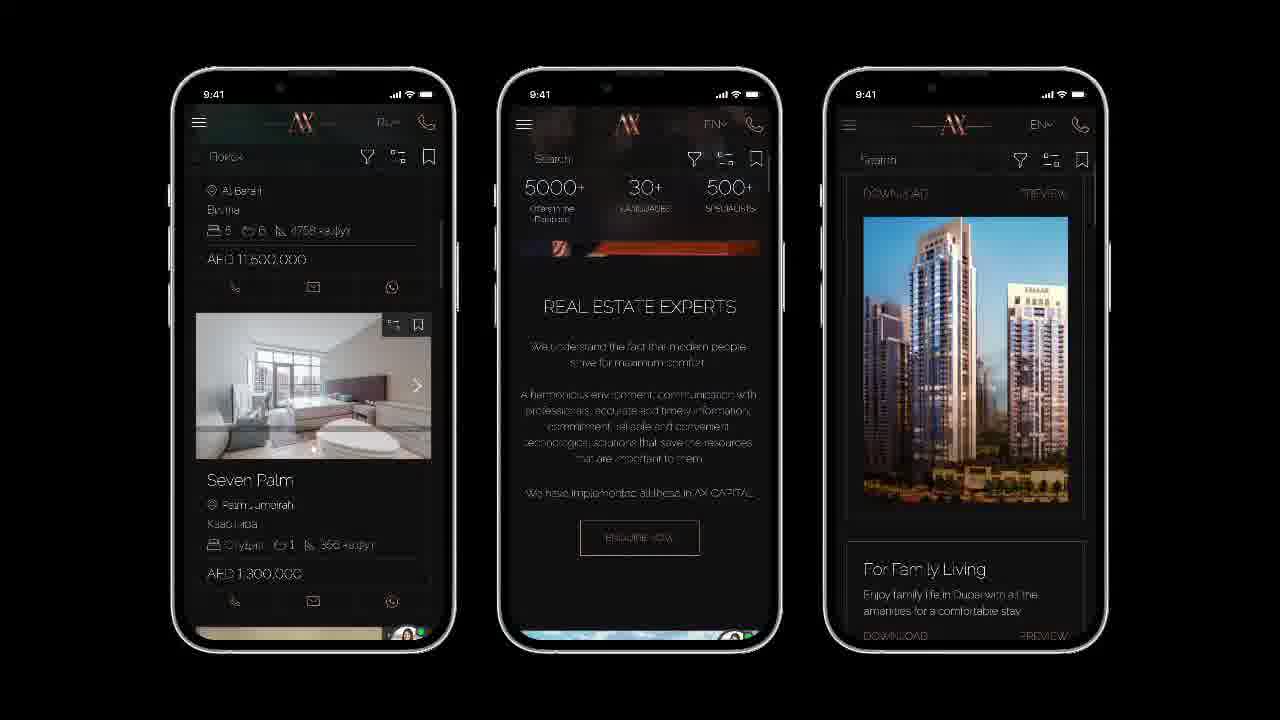 9:41
AX
RU
Поиск
Al Barari
Вилла
5 6 4758 кв.фут
AED 11,500,000
Seven Palm
Palm Jumeirah
Квартира
Студия 1 356 кв.фут
AED 1,300,000
9:41
AX
EN
Search
5000+ 30+ 500+
Offers in the LANGUAGES SPECIALISTS
Database
REAL ESTATE EXPERTS
We understand the fact that modern people
strive for maximum comfort.
A harmonious environment, communication with
professionals, accurate and timely information,
commitment, reliable and convenient
technologies, solutions that save the resources
that are important to them.
We have implemented all these in AX CAPITAL.
ENQUIRE NOW
9:41
AX
EN
Search
DOWNLOAD PREVIEW
For Family Living
Enjoy family life in Dubai with all the
amenities for a comfortable stay
DOWNLOAD PREVIEW